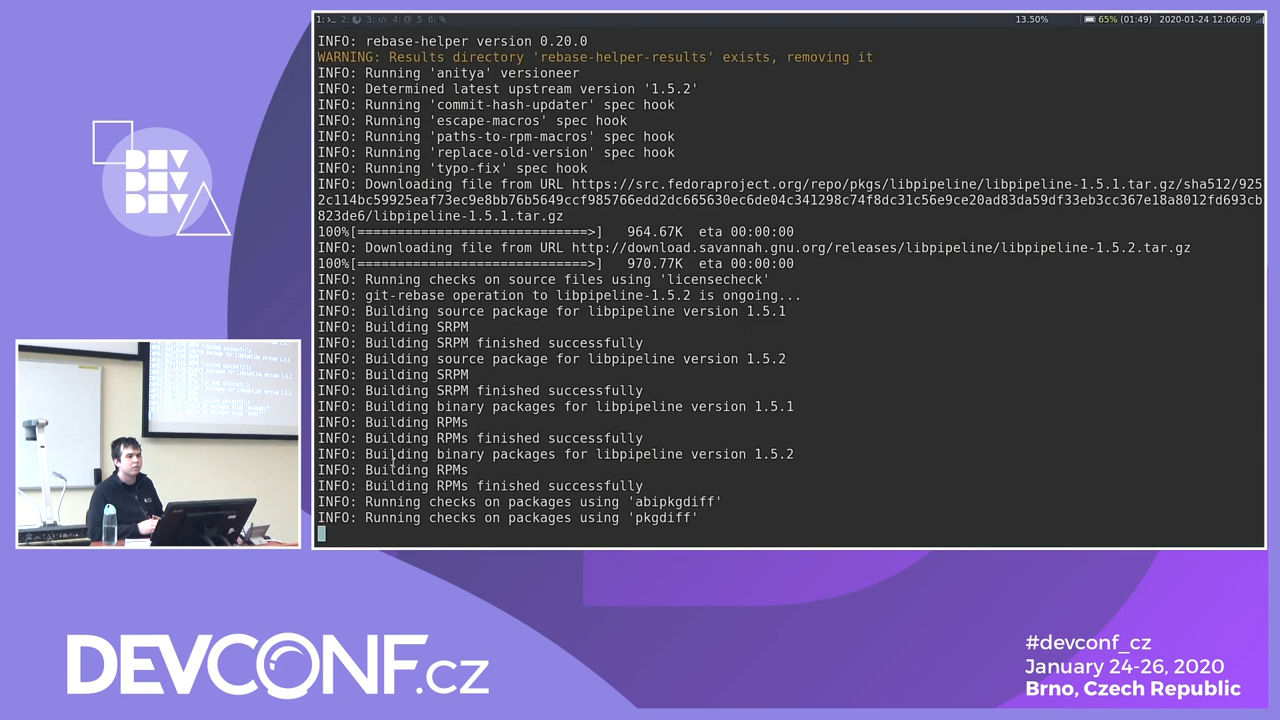 1: 2: 3: 4: @ 5 6:
13.50% 65% (01:49) 2020-01-24 12:06:09
INFO: rebase-helper version 0.20.0
WARNING: Results directory 'rebase-helper-results' exists, removing it
INFO: Running 'anitya' versioneer
INFO: Determined latest upstream version '1.5.2'
INFO: Running 'commit-hash-updater' spec hook
INFO: Running 'escape-macros' spec hook
INFO: Running 'paths-to-rpm-macros' spec hook
INFO: Running 'replace-old-version' spec hook
INFO: Running 'typo-fix' spec hook
INFO: Downloading file from URL https://src.fedoraproject.org/repo/pkgs/libpipeline/libpipeline-1.5.1.tar.gz/sha512/925
2c114bc59925eaf73ec9e8bb76b5649ccf985766edd2dc665630ec6de04c341298c74f8dc31c56e9ce20ad83da59df33eb3cc367e18a8012fd693cb
823de6/libpipeline-1.5.1.tar.gz
100%[=============================>] 964.67K eta 00:00:00
INFO: Downloading file from URL http://download.savannah.gnu.org/releases/libpipeline/libpipeline-1.5.2.tar.gz
100%[=============================>] 970.77K eta 00:00:00
INFO: Running checks on source files using 'licensecheck'
INFO: git-rebase operation to libpipeline-1.5.2 is ongoing...
INFO: Building source package for libpipeline version 1.5.1
INFO: Building SRPM
INFO: Building SRPM finished successfully
INFO: Building source package for libpipeline version 1.5.2
INFO: Building SRPM
INFO: Building SRPM finished successfully
INFO: Building binary packages for libpipeline version 1.5.1
INFO: Building RPMs
INFO: Building RPMs finished successfully
INFO: Building binary packages for libpipeline version 1.5.2
INFO: Building RPMs
INFO: Building RPMs finished successfully
INFO: Running checks on packages using 'abipkgdiff'
INFO: Running checks on packages using 'pkgdiff'
DEV
DEV
DEV
DEVCONF.cz
#devconf_cz
January 24-26, 2020
Brno, Czech Republic